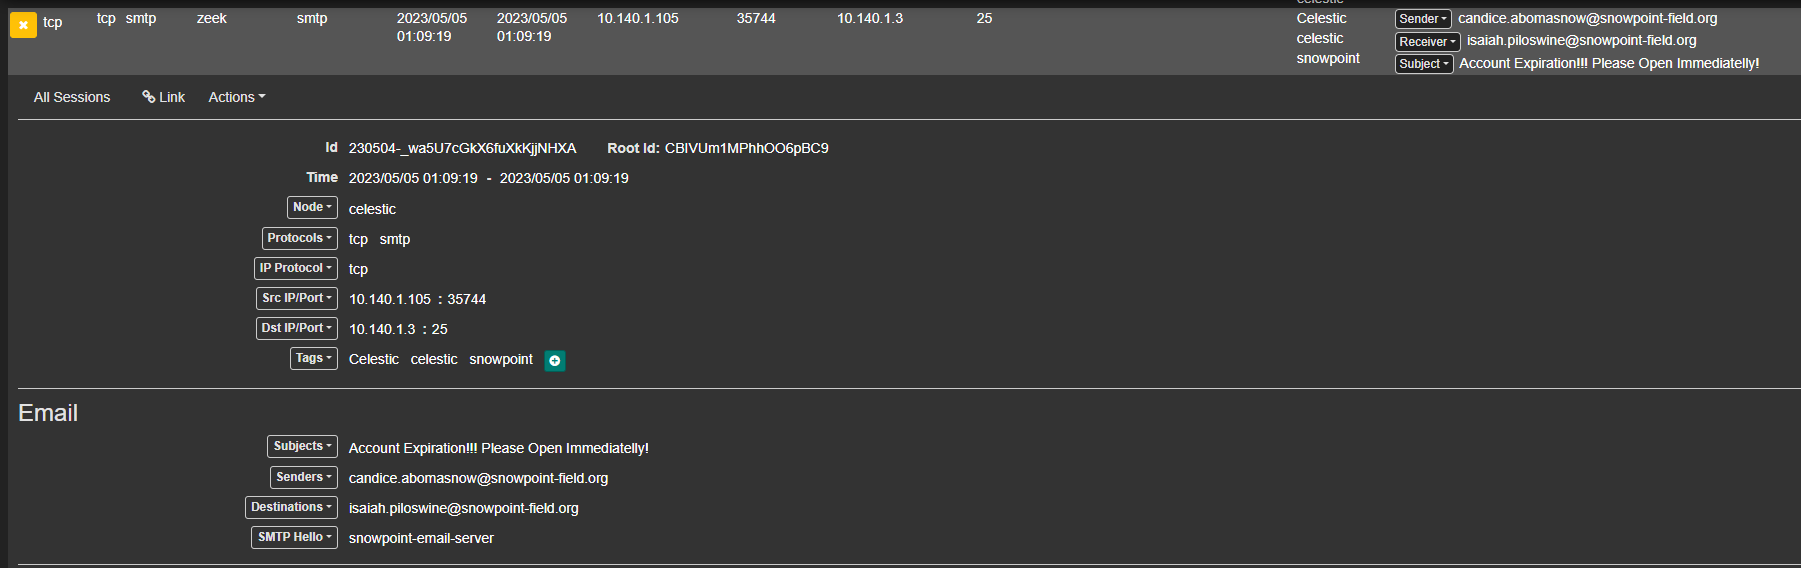 celestic
tcp tcp smtp zeek smtp 2023/05/05 01:09:19 2023/05/05 01:09:19 10.140.1.105 35744 10.140.1.3 25
Celestic
celestic
snowpoint
Sender candice.abomasnow@snowpoint-field.org
Receiver isaiah.piloswine@snowpoint-field.org
Subject Account Expiration!!! Please Open Immediatelly!
All Sessions Link Actions
Id 230504-_wa5U7cGkX6fuXkKjjNHXA Root Id: CBIVUm1MPhhOO6pBC9
Time 2023/05/05 01:09:19 - 2023/05/05 01:09:19
Node celestic
Protocols tcp smtp
IP Protocol tcp
Src IP/Port 10.140.1.105 : 35744
Dst IP/Port 10.140.1.3 : 25
Tags Celestic celestic snowpoint
Email
Subjects Account Expiration!!! Please Open Immediatelly!
Senders candice.abomasnow@snowpoint-field.org
Destinations isaiah.piloswine@snowpoint-field.org
SMTP Hello snowpoint-email-server